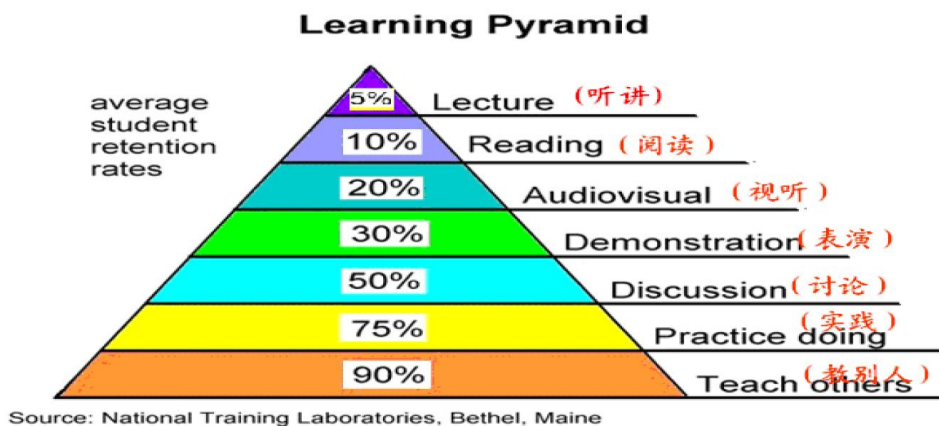 Learning Pyramid
average
student
retention
rates
5% Lecture (听讲)
10% Reading (阅读)
20% Audiovisual (视听)
30% Demonstration (表演)
50% Discussion (讨论)
75% Practice doing (实践)
90% Teach others (教别人)
Source: National Training Laboratories, Bethel, Maine